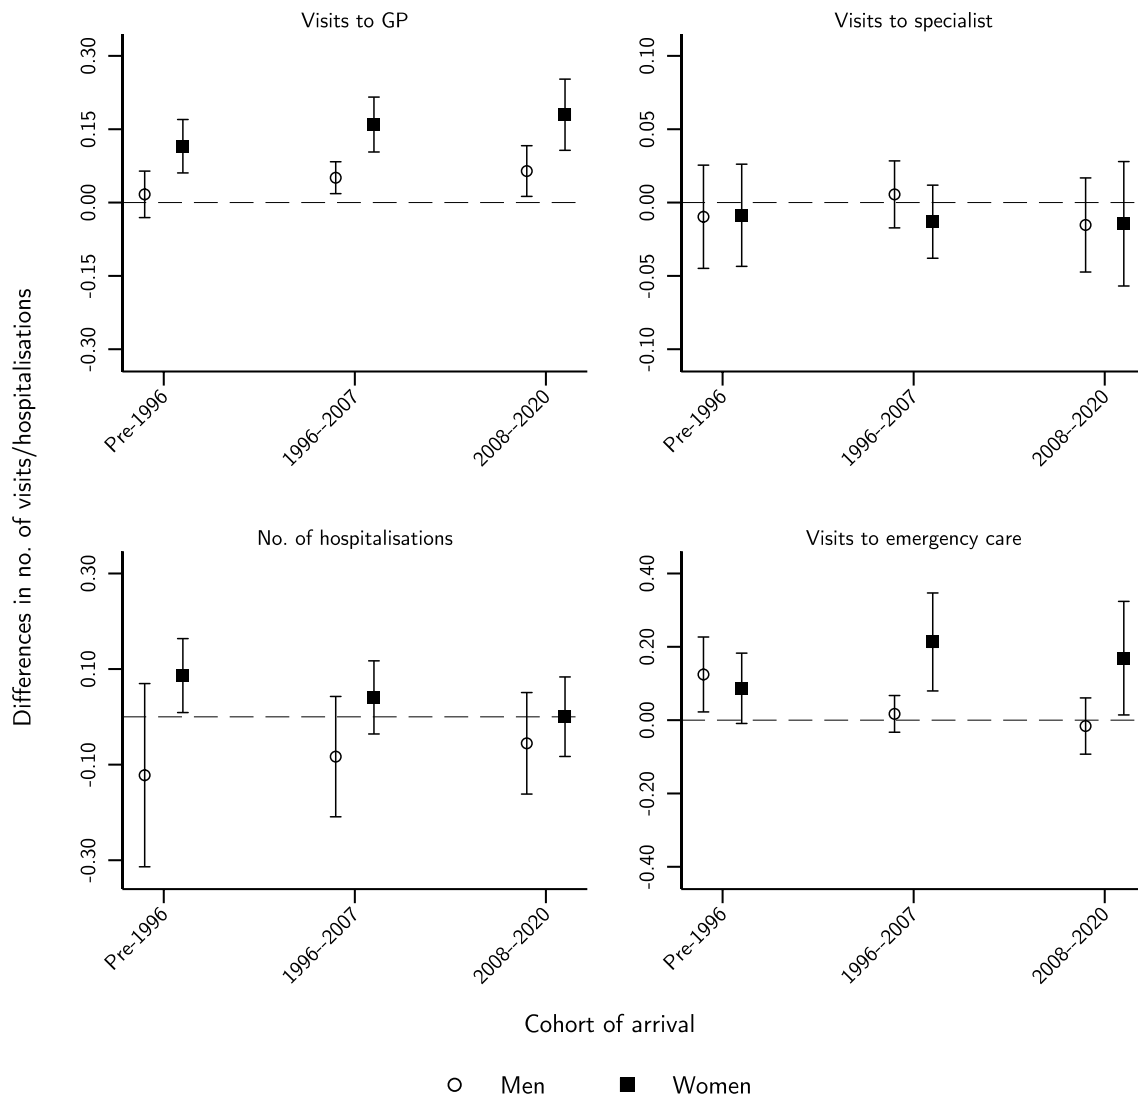 Visits to GP
0.30
0.15
0.00
-0.15
-0.30
Pre-1996
1996--2007
2008--2020
Visits to specialist
0.10
0.05
0.00
-0.05
-0.10
Pre-1996
1996--2007
2008--2020
Differences in no. of visits/hospitalisations
No. of hospitalisations
0.30
0.10
-0.10
-0.30
Pre-1996
1996--2007
2008--2020
Visits to emergency care
0.40
0.20
0.00
-0.20
-0.40
Pre-1996
1996--2007
2008--2020
Cohort of arrival
Men Women